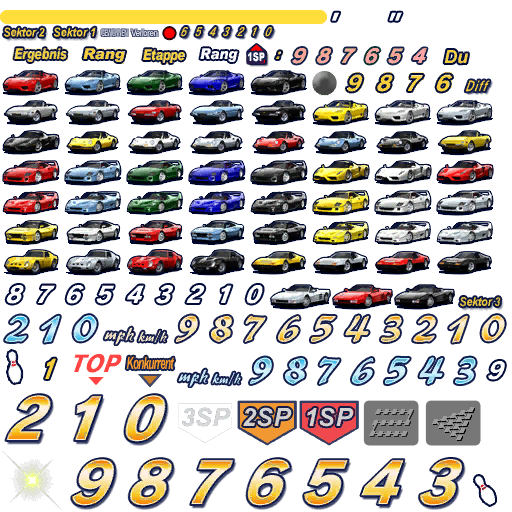 ' "
Sektor 2 Sektor 1 Verloren 6 5 4 3 2 1 0
Ergebnis Rang Etappe Rang 1SP : 9 8 7 6 5 4 Du
9 8 7 6 Diff
8 7 6 5 4 3 2 1 0 Sektor 3
2 1 0 mph km/h 9 8 7 6 5 4 3 2 1 0
1 TOP Konkurrent mph km/h 9 8 7 6 5 4 3 9
2 1 0 3SP 2SP 1SP
9 8 7 6 5 4 3